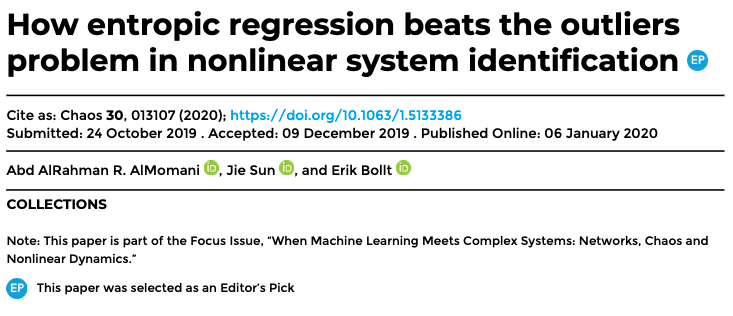 How entropic regression beats the outliers
problem in nonlinear system identification EP
Cite as: Chaos 30, 013107 (2020); https://doi.org/10.1063/1.5133386
Submitted: 24 October 2019 . Accepted: 09 December 2019 . Published Online: 06 January 2020
Abd AlRahman R. AlMomani iD, Jie Sun iD, and Erik Bollt iD
COLLECTIONS
Note: This paper is part of the Focus Issue, “When Machine Learning Meets Complex Systems: Networks, Chaos and
Nonlinear Dynamics.”
EP This paper was selected as an Editor’s Pick